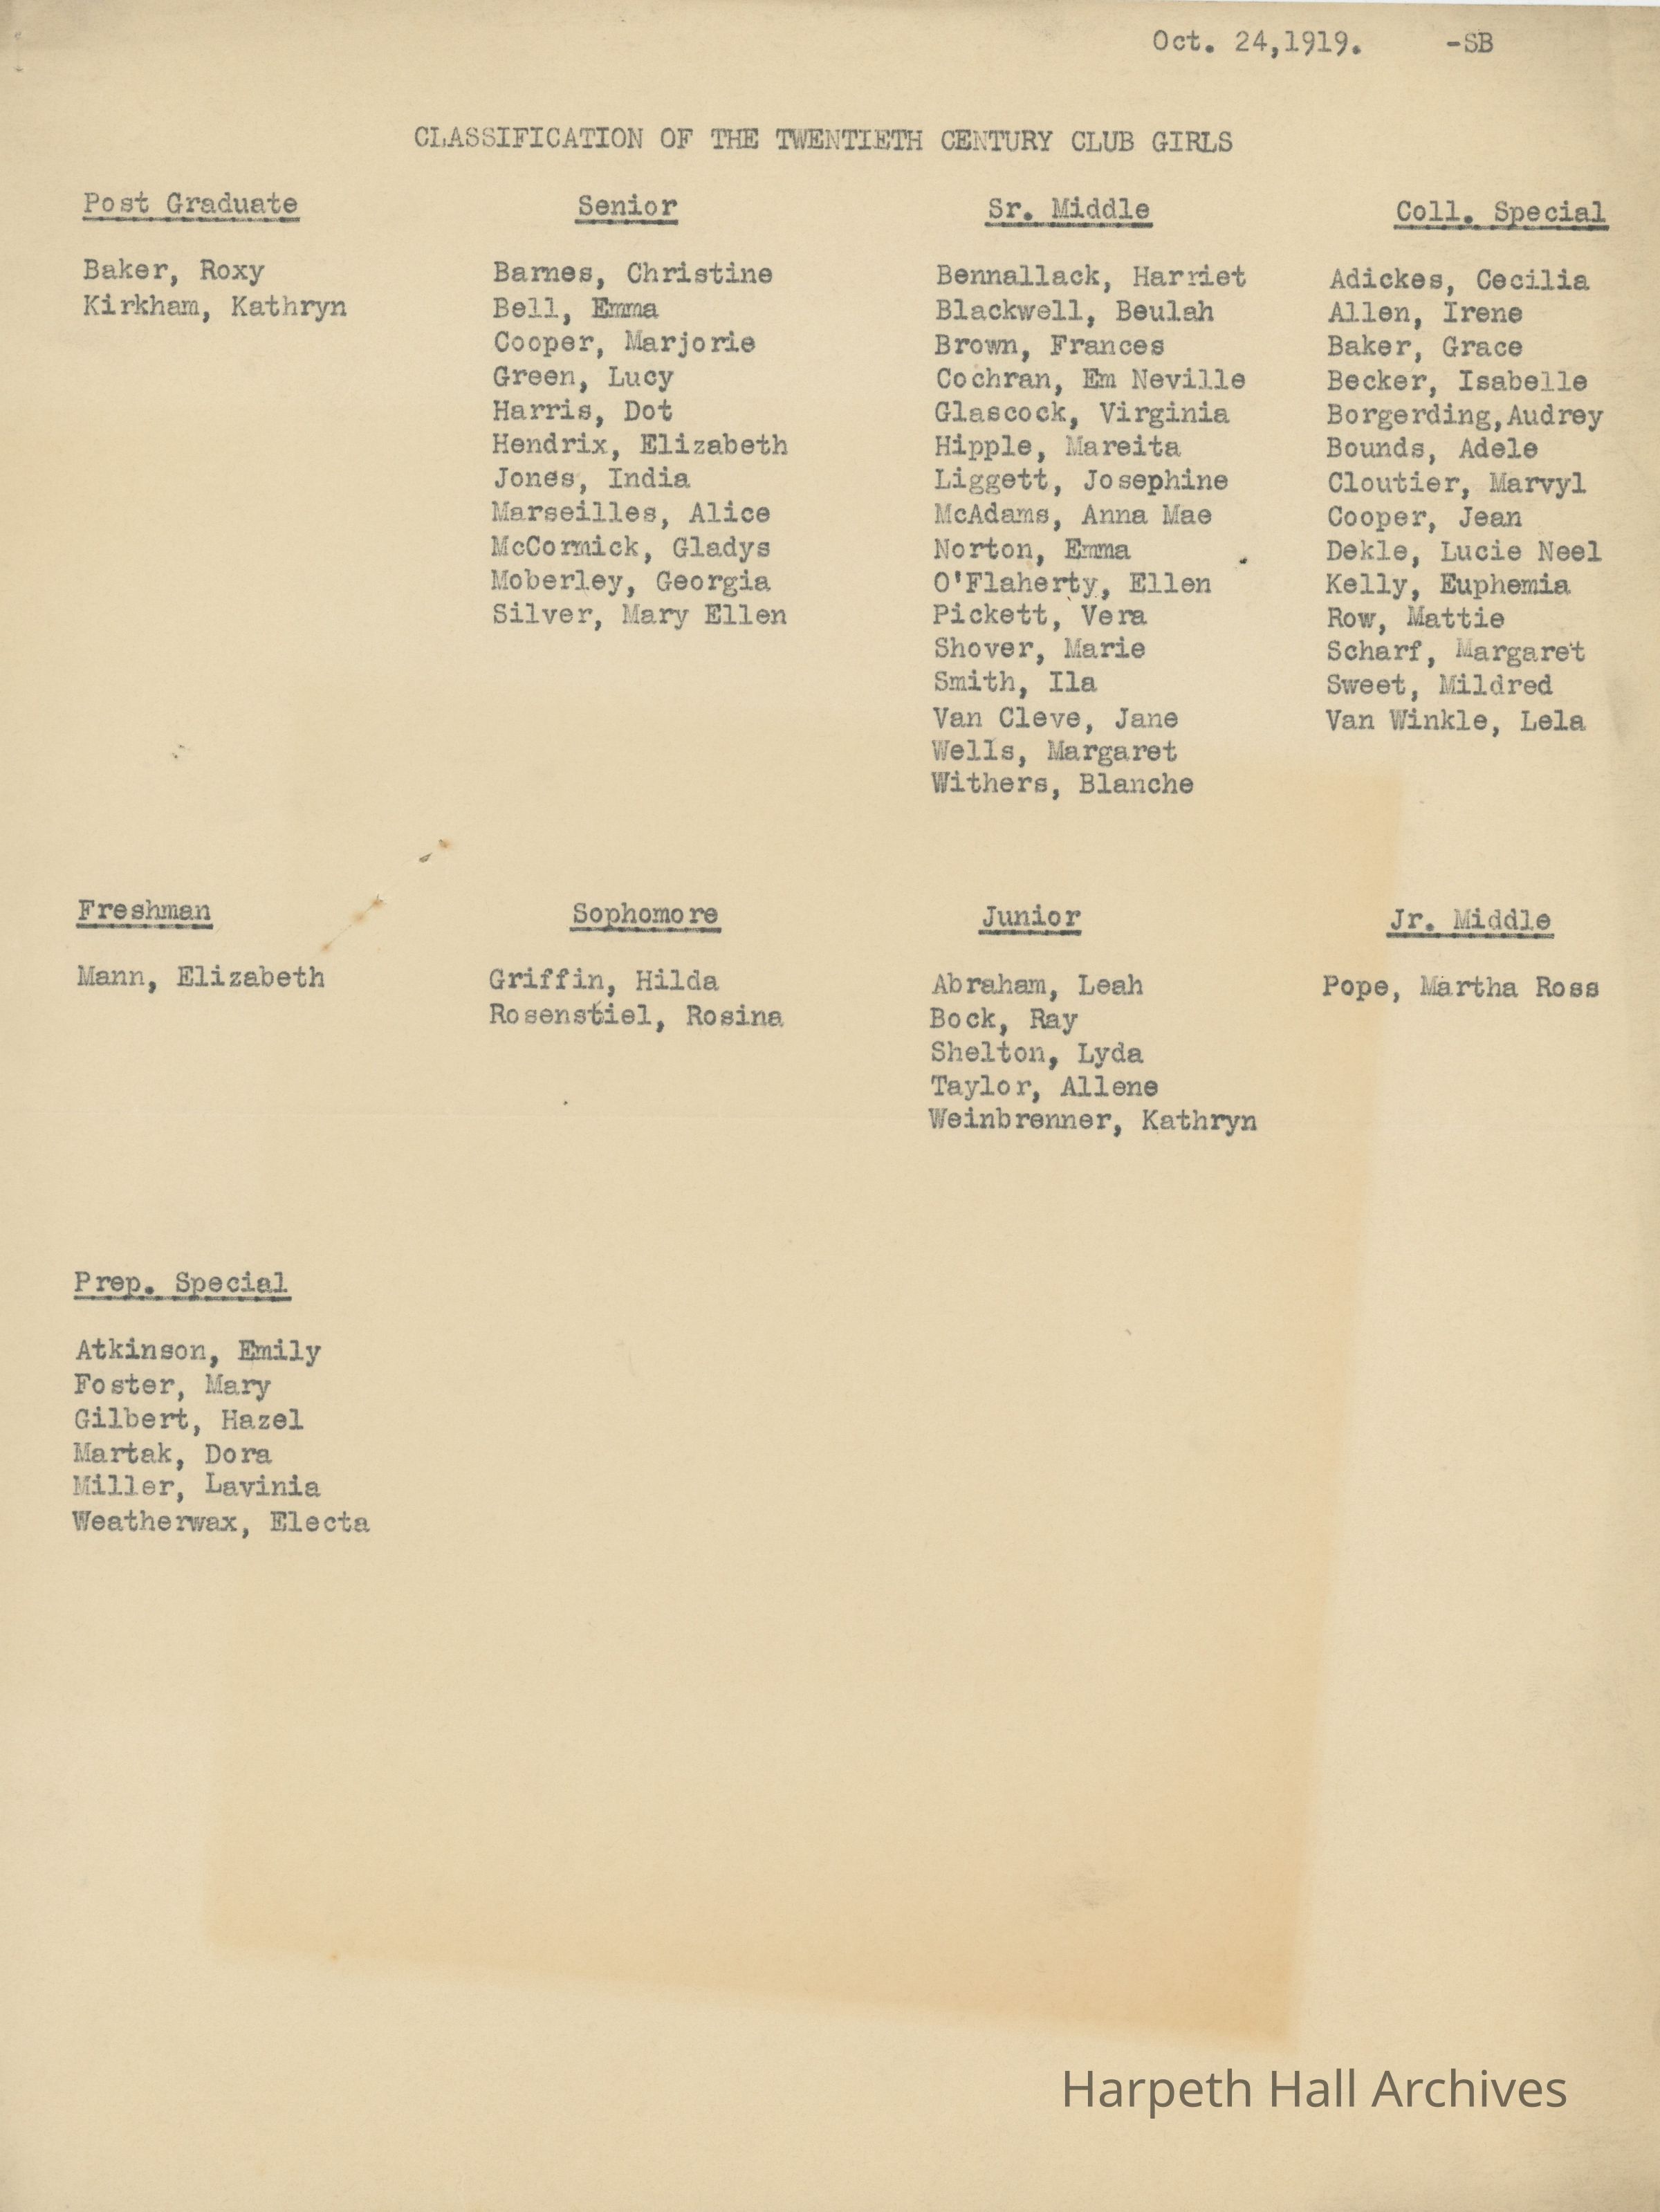 Oct. 24,1919. -SB
CLASSIFICATION OF THE TWENTIETH CENTURY CLUB GIRLS
Post Graduate
Baker, Roxy
Kirkham, Kathryn
Senior
Barnes, Christine
Bell, Emma
Cooper, Marjorie
Green, Lucy
Harris, Dot
Hendrix, Elizabeth
Jones, India
Marseilles, Alice
McCormick, Gladys
Moberley, Georgia
Silver, Mary Ellen
Sr. Middle
Bennallack, Harriet
Blackwell, Beulah
Brown, Frances
Cochran, Em Neville
Glascock, Virginia
Hipple, Mareita
Liggett, Josephine
McAdams, Anna Mae
Norton, Emma
O'Flaherty, Ellen
Pickett, Vera
Shover, Marie
Smith, Ila
Van Cleve, Jane
Wells, Margaret
Withers, Blanche
Coll. Special
Adickes, Cecilia
Allen, Irene
Baker, Grace
Becker, Isabelle
Borgerding,Audrey
Bounds, Adele
Cloutier, Marvyl
Cooper, Jean
Dekle, Lucie Neel
Kelly, Euphemia
Row, Mattie
Scharf, Margaret
Sweet, Mildred
Van Winkle, Lela
Freshman
Mann, Elizabeth
Sophomore
Griffin, Hilda
Rosenstiel, Rosina
Junior
Abraham, Leah
Bock, Ray
Shelton, Lyda
Taylor, Allene
Weinbrenner, Kathryn
Jr. Middle
Pope, Martha Ross
Prep. Special
Atkinson, Emily
Foster, Mary
Gilbert, Hazel
Martak, Dora
Miller, Lavinia
Weatherwax, Electa
Harpeth Hall Archives